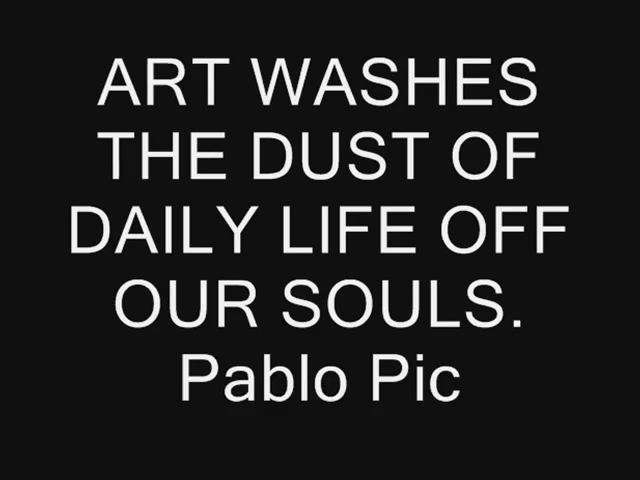 ART WASHES
THE DUST OF
DAILY LIFE OFF
OUR SOULS.
Pablo Pic